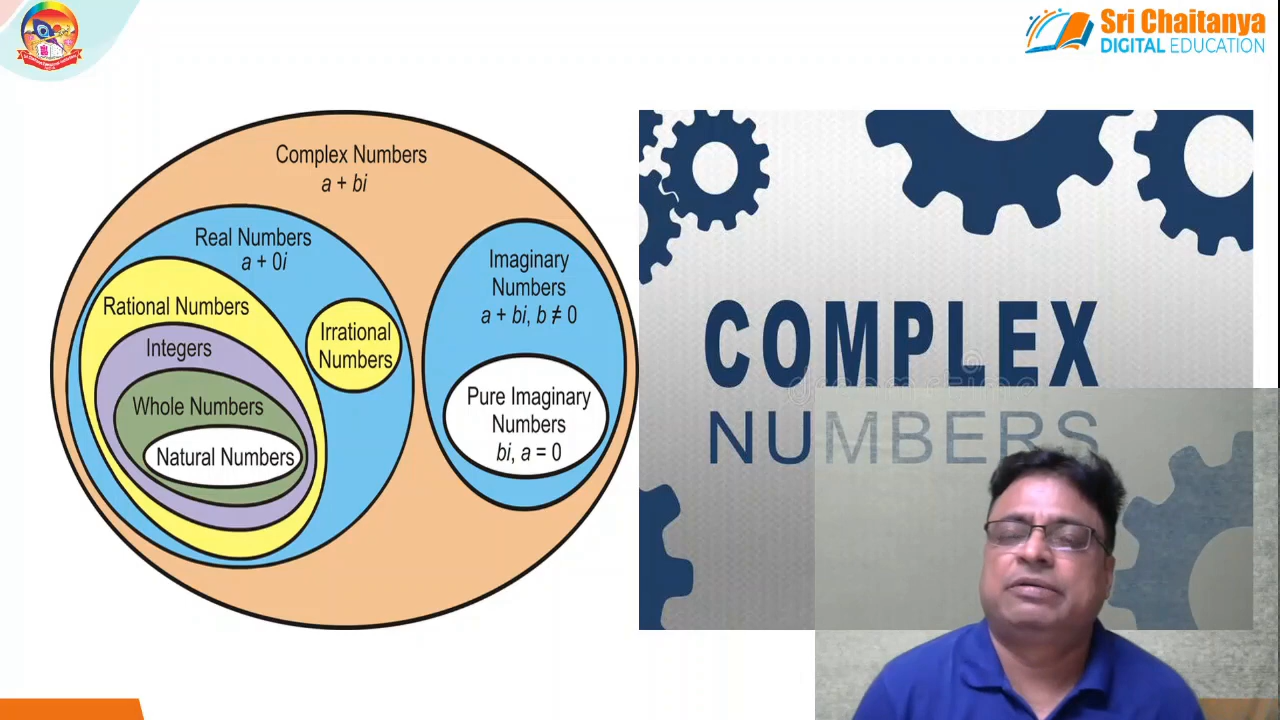 Sri Chaitanya
DIGITAL EDUCATION
Complex Numbers
a + bi
Real Numbers
a + 0i
Rational Numbers
Integers
Whole Numbers
Natural Numbers
Irrational
Numbers
Imaginary
Numbers
a + bi, b ≠ 0
Pure Imaginary
Numbers
bi, a = 0
COMPLEX
NUMBERS
dreamstime